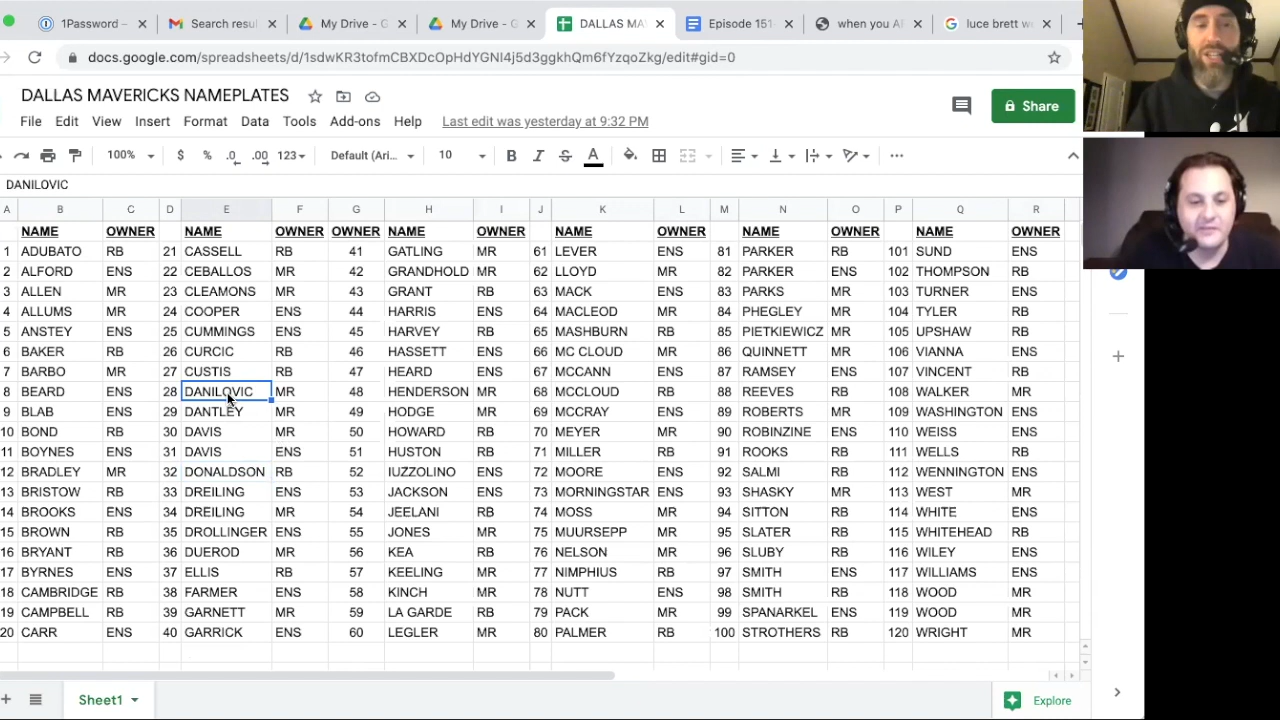 1Password – Search resul My Drive - G My Drive - G DALLAS MA Episode 151 when you A luce brett w
docs.google.com/spreadsheets/d/1sdwKR3tofmCBXDcOpHdYGNI4j5d3ggkhQm6fYzqoZkg/edit#gid=0
DALLAS MAVERICKS NAMEPLATES
Share
File Edit View Insert Format Data Tools Add-ons Help Last edit was yesterday at 9:32 PM
100% $ % .0 .00 123 Default (Ari... 10 B I S A
DANILOVIC
A B C D E F G H I J K L M N O P Q R
NAME OWNER NAME OWNER OWNER NAME OWNER NAME OWNER NAME OWNER NAME OWNER
1 ADUBATO RB 21 CASSELL RB 41 GATLING MR 61 LEVER ENS 81 PARKER RB 101 SUND ENS
2 ALFORD ENS 22 CEBALLOS MR 42 GRANDHOLD MR 62 LLOYD MR 82 PARKER ENS 102 THOMPSON RB
3 ALLEN MR 23 CLEAMONS MR 43 GRANT RB 63 MACK ENS 83 PARKS MR 103 TURNER ENS
4 ALLUMS MR 24 COOPER ENS 44 HARRIS ENS 64 MACLEOD MR 84 PHEGLEY MR 104 TYLER RB
5 ANSTEY ENS 25 CUMMINGS ENS 45 HARVEY RB 65 MASHBURN RB 85 PIETKIEWICZ MR 105 UPSHAW RB
6 BAKER RB 26 CURCIC RB 46 HASSETT ENS 66 MC CLOUD MR 86 QUINNETT MR 106 VIANNA ENS
7 BARBO MR 27 CUSTIS RB 47 HEARD ENS 67 MCCANN ENS 87 RAMSEY ENS 107 VINCENT RB
8 BEARD ENS 28 DANILOVIC MR 48 HENDERSON MR 68 MCCLOUD RB 88 REEVES RB 108 WALKER MR
9 BLAB ENS 29 DANTLEY MR 49 HODGE MR 69 MCCRAY ENS 89 ROBERTS MR 109 WASHINGTON ENS
10 BOND RB 30 DAVIS MR 50 HOWARD RB 70 MEYER MR 90 ROBINZINE ENS 110 WEISS ENS
11 BOYNES ENS 31 DAVIS ENS 51 HUSTON RB 71 MILLER RB 91 ROOKS RB 111 WELLS RB
12 BRADLEY MR 32 DONALDSON RB 52 IUZZOLINO ENS 72 MOORE ENS 92 SALMI RB 112 WENNINGTON ENS
13 BRISTOW RB 33 DREILING ENS 53 JACKSON ENS 73 MORNINGSTAR ENS 93 SHASKY MR 113 WEST MR
14 BROOKS ENS 34 DREILING MR 54 JEELANI RB 74 MOSS MR 94 SITTON RB 114 WHITE ENS
15 BROWN RB 35 DROLLINGER ENS 55 JONES MR 75 MUURSEPP MR 95 SLATER RB 115 WHITEHEAD RB
16 BRYANT RB 36 DUEROD MR 56 KEA RB 76 NELSON MR 96 SLUBY RB 116 WILEY ENS
17 BYRNES ENS 37 ELLIS RB 57 KEELING MR 77 NIMPHIUS RB 97 SMITH ENS 117 WILLIAMS ENS
18 CAMBRIDGE RB 38 FARMER ENS 58 KINCH MR 78 NUTT ENS 98 SMITH RB 118 WOOD MR
19 CAMPBELL RB 39 GARNETT MR 59 LA GARDE RB 79 PACK MR 99 SPANARKEL ENS 119 WOOD MR
20 CARR ENS 40 GARRICK ENS 60 LEGLER MR 80 PALMER RB 100 STROTHERS RB 120 WRIGHT MR
Sheet1 Explore